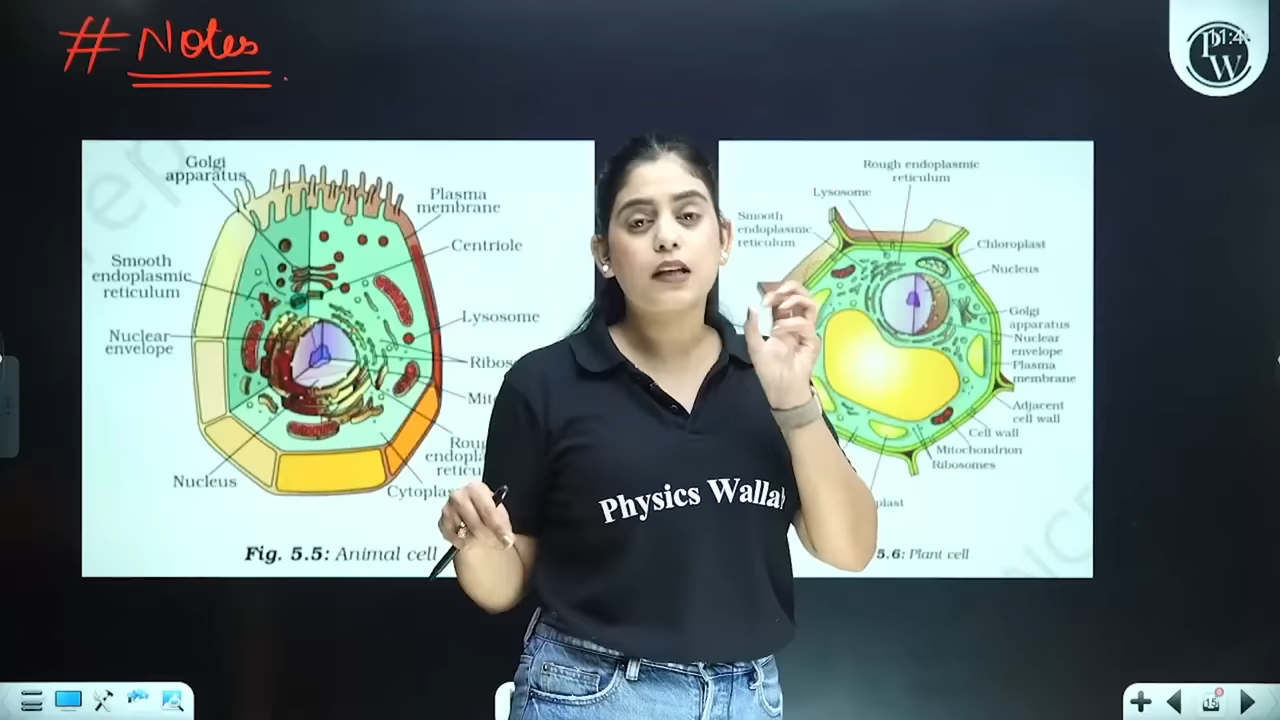 # Notes
PW
Golgi
apparatus
Plasma
membrane
Centriole
Smooth
endoplasmic
reticulum
Lysosome
Nuclear
envelope
Nucleus
Fig. 5.5: Animal cell
Rough endoplasmic
reticulum
Lysosome
Smooth
endoplasmic
reticulum
Chloroplast
Nucleus
Golgi
apparatus
Nuclear
envelope
Plasma
membrane
Adjacent
cell wall
Cell wall
Mitochondrion
Ribosomes
5.6: Plant cell
Physics
15